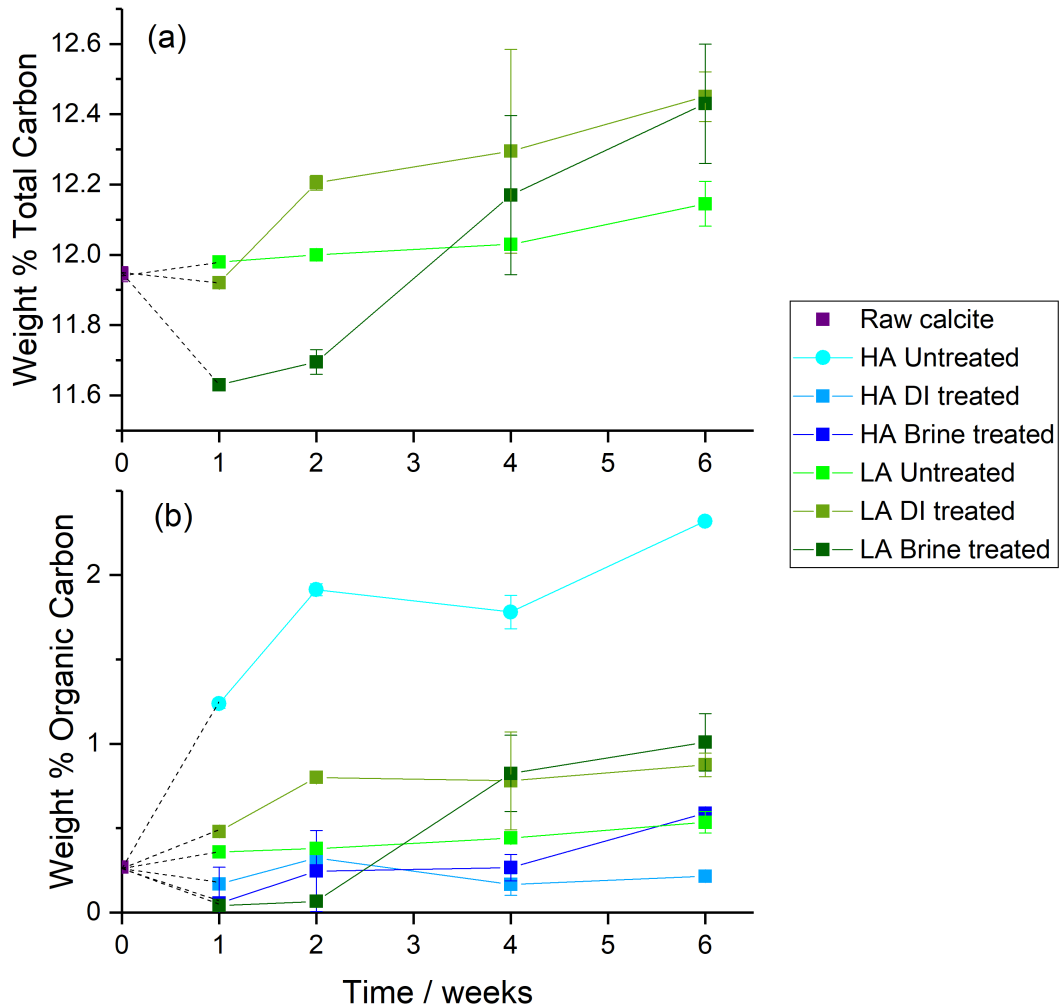 (a)
Weight % Total Carbon
12.6
12.4
12.2
12.0
11.8
11.6
0 1 2 3 4 5 6
(b)
Weight % Organic Carbon
2
1
0
0 1 2 3 4 5 6
Time / weeks
Raw calcite
HA Untreated
HA DI treated
HA Brine treated
LA Untreated
LA DI treated
LA Brine treated